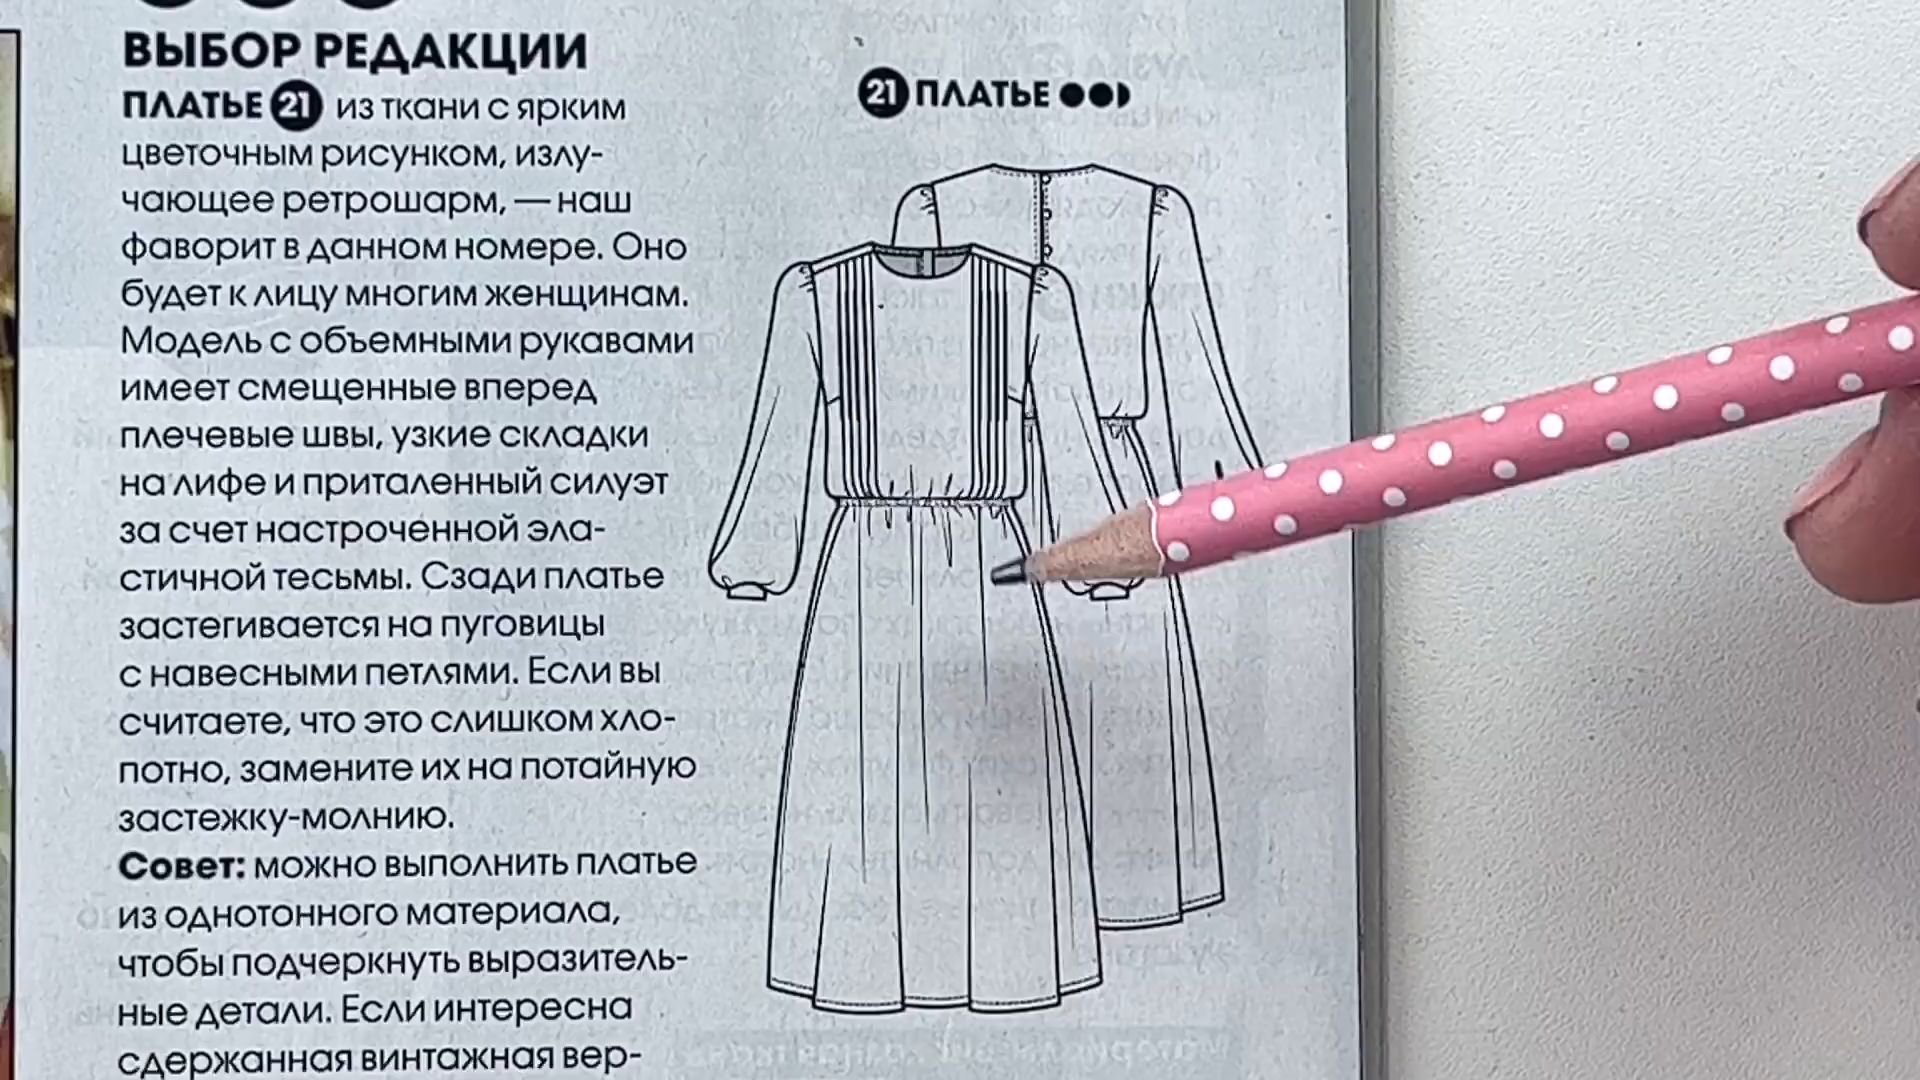 ВЫБОР РЕДАКЦИИ
ПЛАТЬЕ 21 из ткани с ярким
цветочным рисунком, излу-
чающее ретрошарм, — наш
фаворит в данном номере. Оно
будет к лицу многим женщинам.
Модель с объемными рукавами
имеет смещенные вперед
плечевые швы, узкие складки
на лифе и приталенный силуэт
за счет настроченной эла-
стичной тесьмы. Сзади платье
застегивается на пуговицы
с навесными петлями. Если вы
считаете, что это слишком хло-
потно, замените их на потайную
застежку-молнию.
Совет: можно выполнить платье
из однотонного материала,
чтобы подчеркнуть выразитель-
ные детали. Если интересна
сдержанная винтажная вер-
21 ПЛАТЬЕ